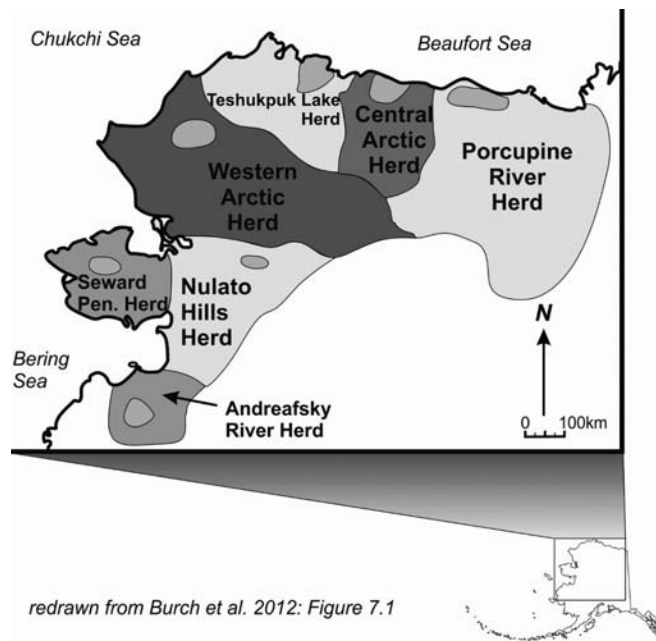 Chukchi Sea
Beaufort Sea
Teshukpuk Lake
Herd
Central
Arctic
Herd
Porcupine
River
Herd
Western
Arctic
Herd
Seward
Pen. Herd
Nulato
Hills
Herd
N
Bering
Sea
Andreafsky
River Herd
0 100km
redrawn from Burch et al. 2012: Figure 7.1